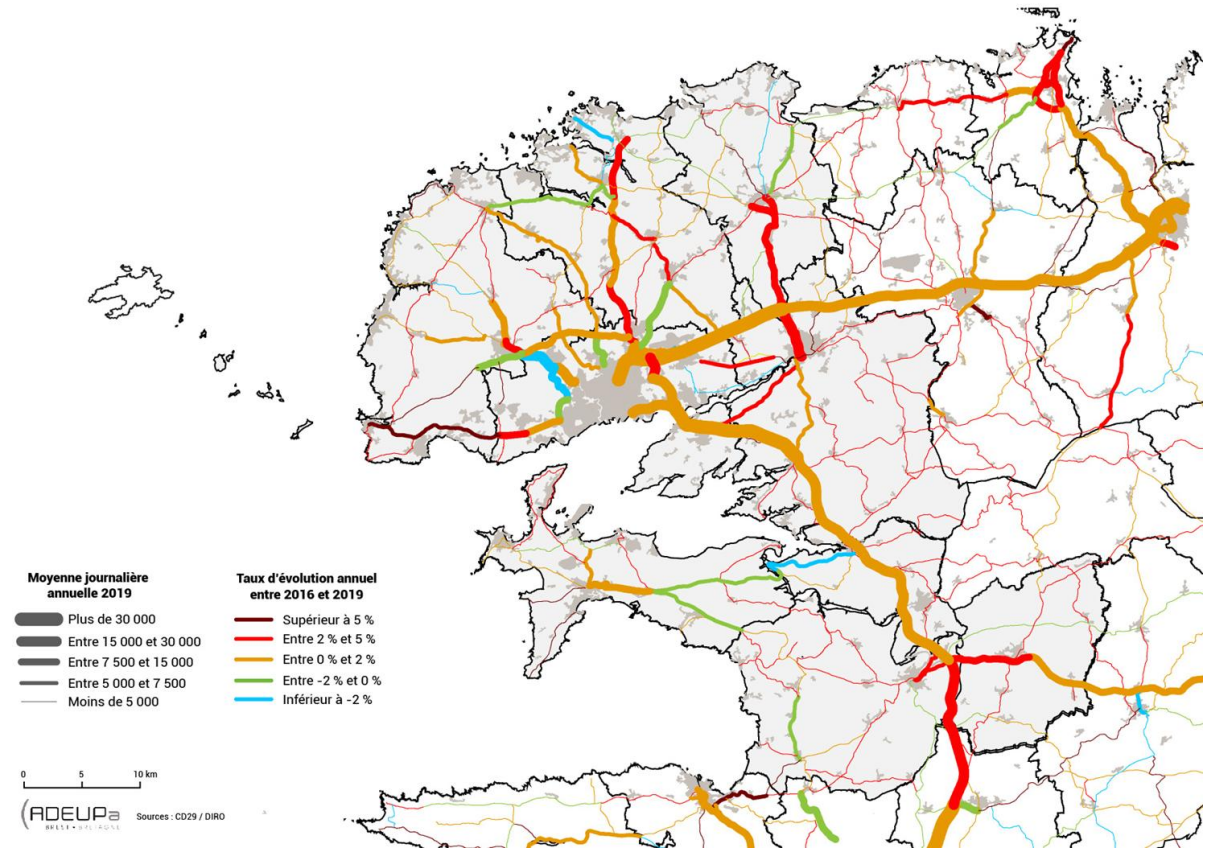 Moyenne journalière
annuelle 2019
Plus de 30 000
Entre 15 000 et 30 000
Entre 7 500 et 15 000
Entre 5 000 et 7 500
Moins de 5 000
Taux d'évolution annuel
entre 2016 et 2019
Supérieur à 5 %
Entre 2 % et 5 %
Entre 0 % et 2 %
Entre -2 % et 0 %
Inférieur à -2 %
0 5 10 km
ADEUPa
BREST • BRETAGNE
Sources : CD29 / DIRO